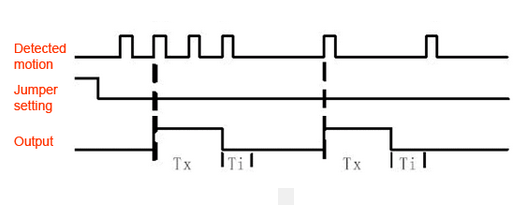 Detected
motion
Jumper
setting
Output
Tx
Ti
Tx
Ti